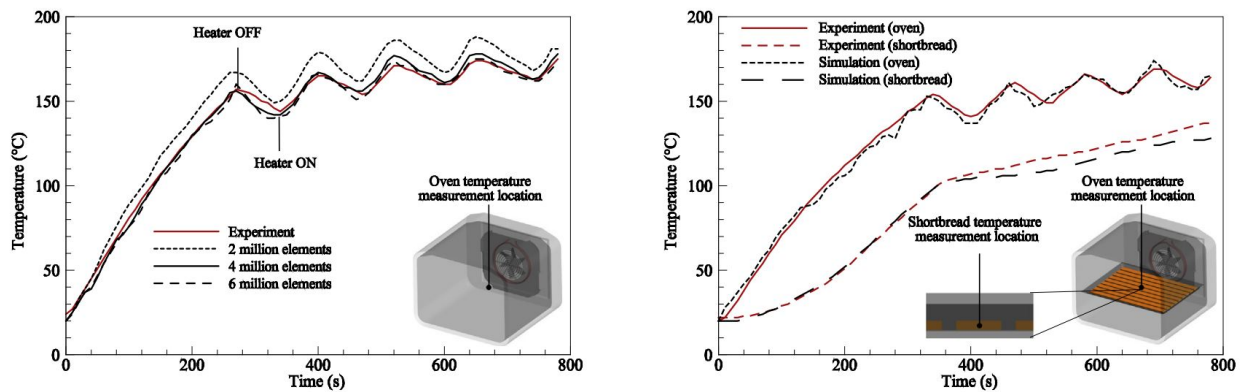 200
150
100
50
0
Temperature (°C)
Heater OFF
Heater ON
Oven temperature
measurement location
Experiment
2 million elements
4 million elements
6 million elements
0
200
400
600
800
Time (s)
200
150
100
50
0
Temperature (°C)
Experiment (oven)
Experiment (shortbread)
Simulation (oven)
Simulation (shortbread)
Oven temperature
measurement location
Shortbread temperature
measurement location
0
200
400
600
800
Time (s)